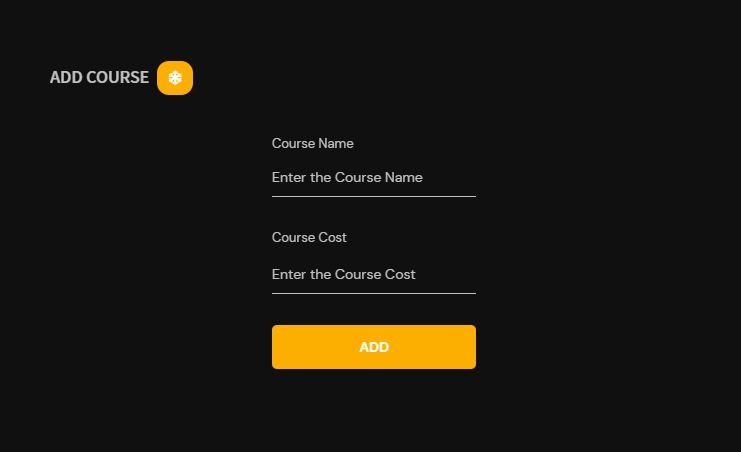 ADD COURSE
Course Name
Enter the Course Name
Course Cost
Enter the Course Cost
ADD